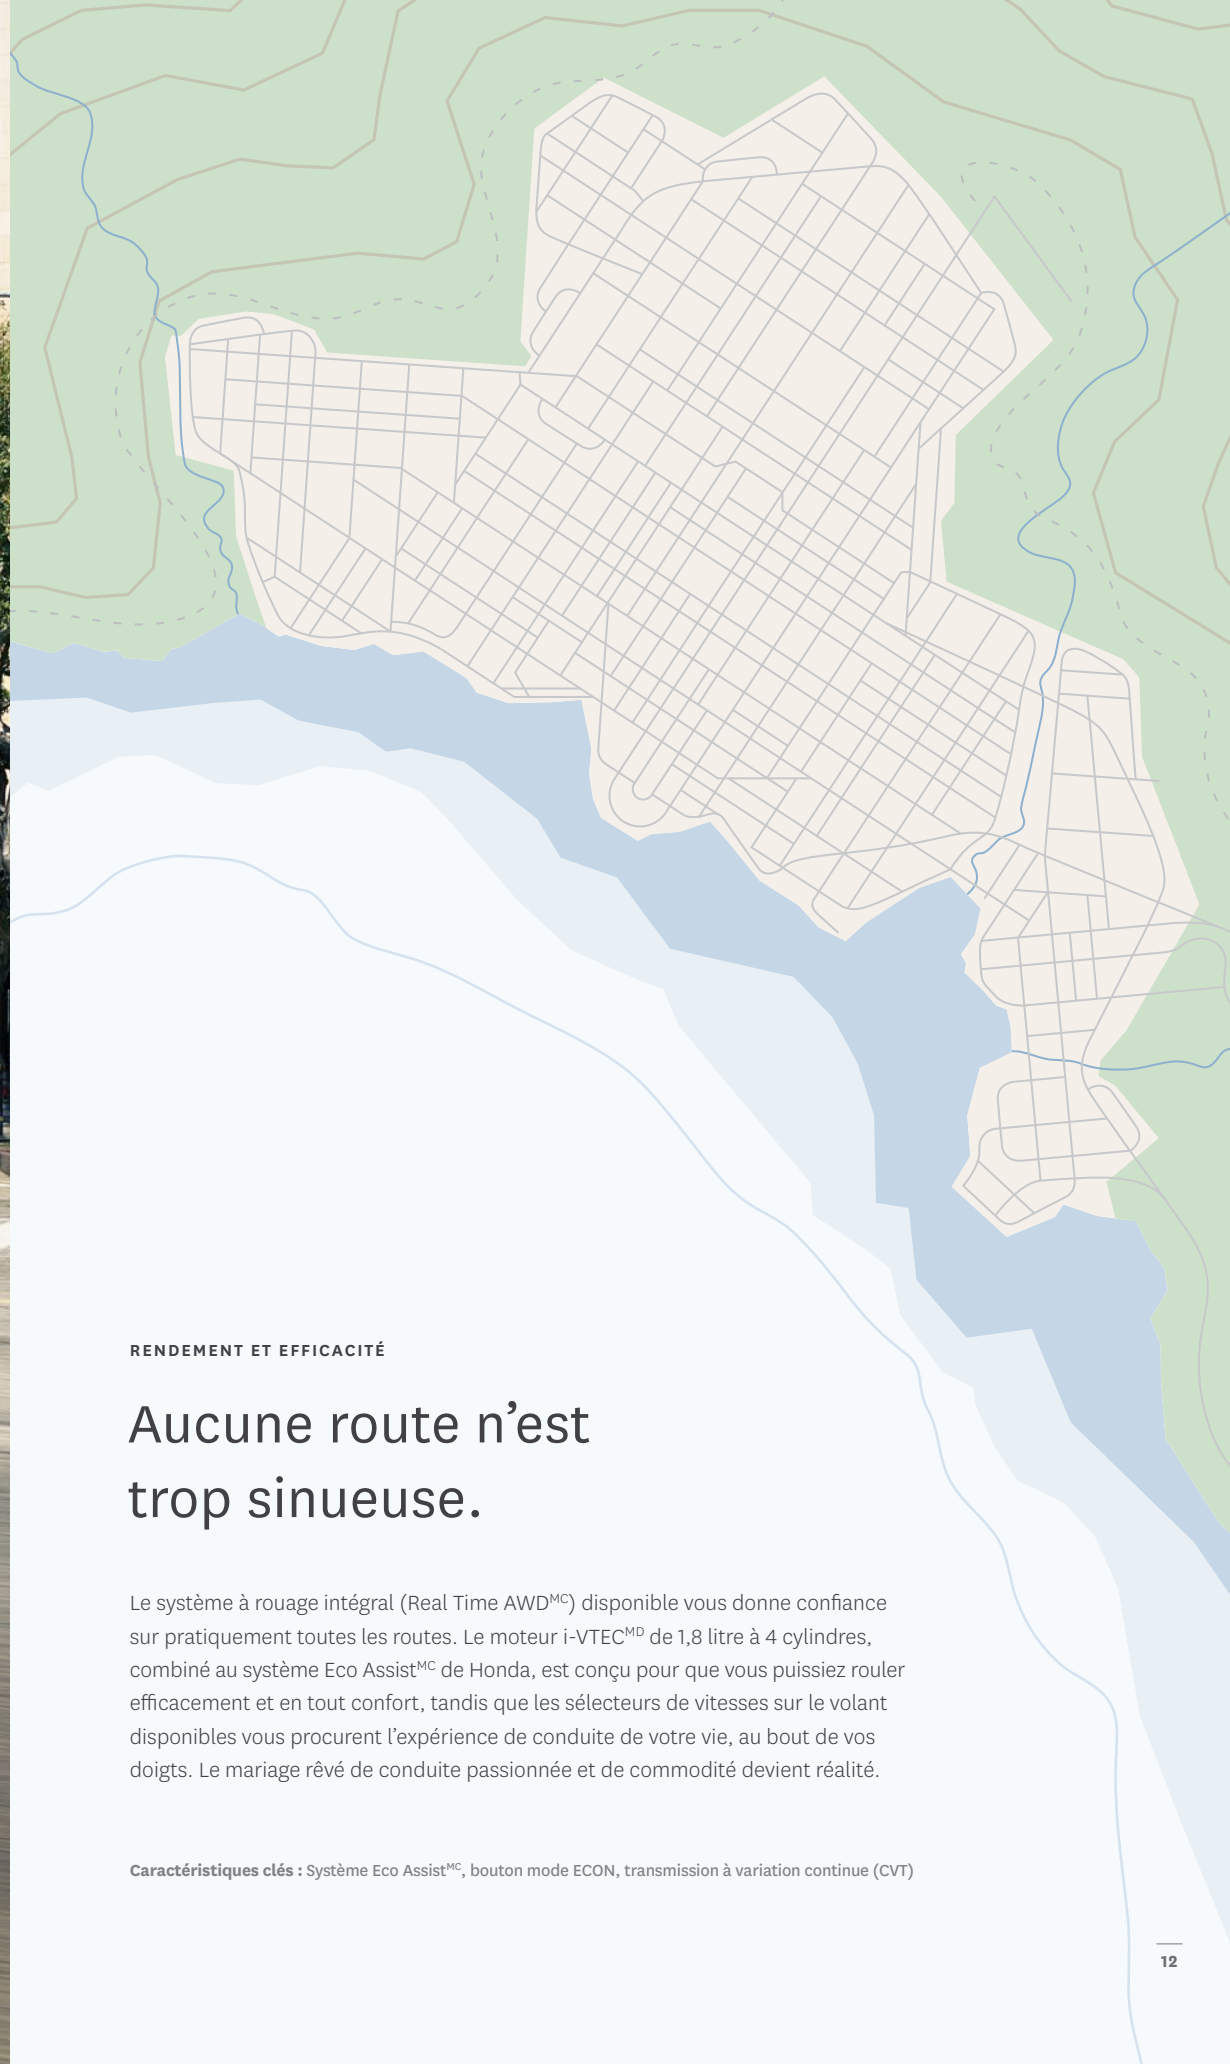 RENDEMENT ET EFFICACITÉ
Aucune route n’est
trop sinueuse.
Le système à rouage intégral (Real Time AWDMC) disponible vous donne confiance
sur pratiquement toutes les routes. Le moteur i-VTECMD de 1,8 litre à 4 cylindres,
combiné au système Eco AssistMC de Honda, est conçu pour que vous puissiez rouler
efficacement et en tout confort, tandis que les sélecteurs de vitesses sur le volant
disponibles vous procurent l’expérience de conduite de votre vie, au bout de vos
doigts. Le mariage rêvé de conduite passionnée et de commodité devient réalité.
Caractéristiques clés : Système Eco AssistMC, bouton mode ECON, transmission à variation continue (CVT)
12